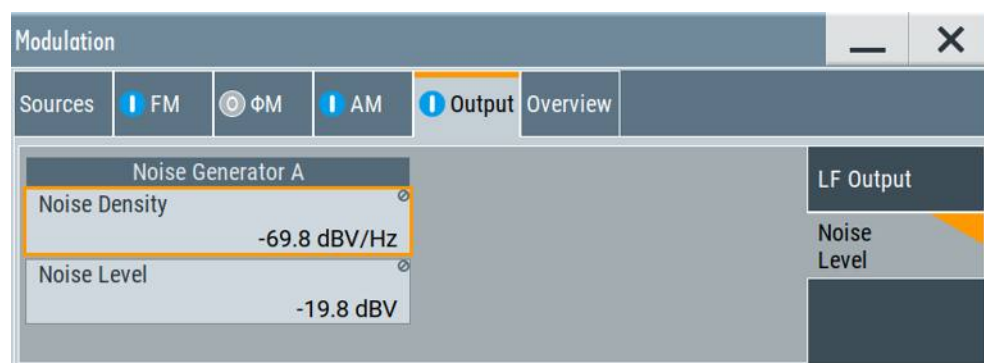 Modulation
Sources FM ΦM AM Output Overview
Noise Generator A
Noise Density
-69.8 dBV/Hz
Noise Level
-19.8 dBV
LF Output
Noise
Level